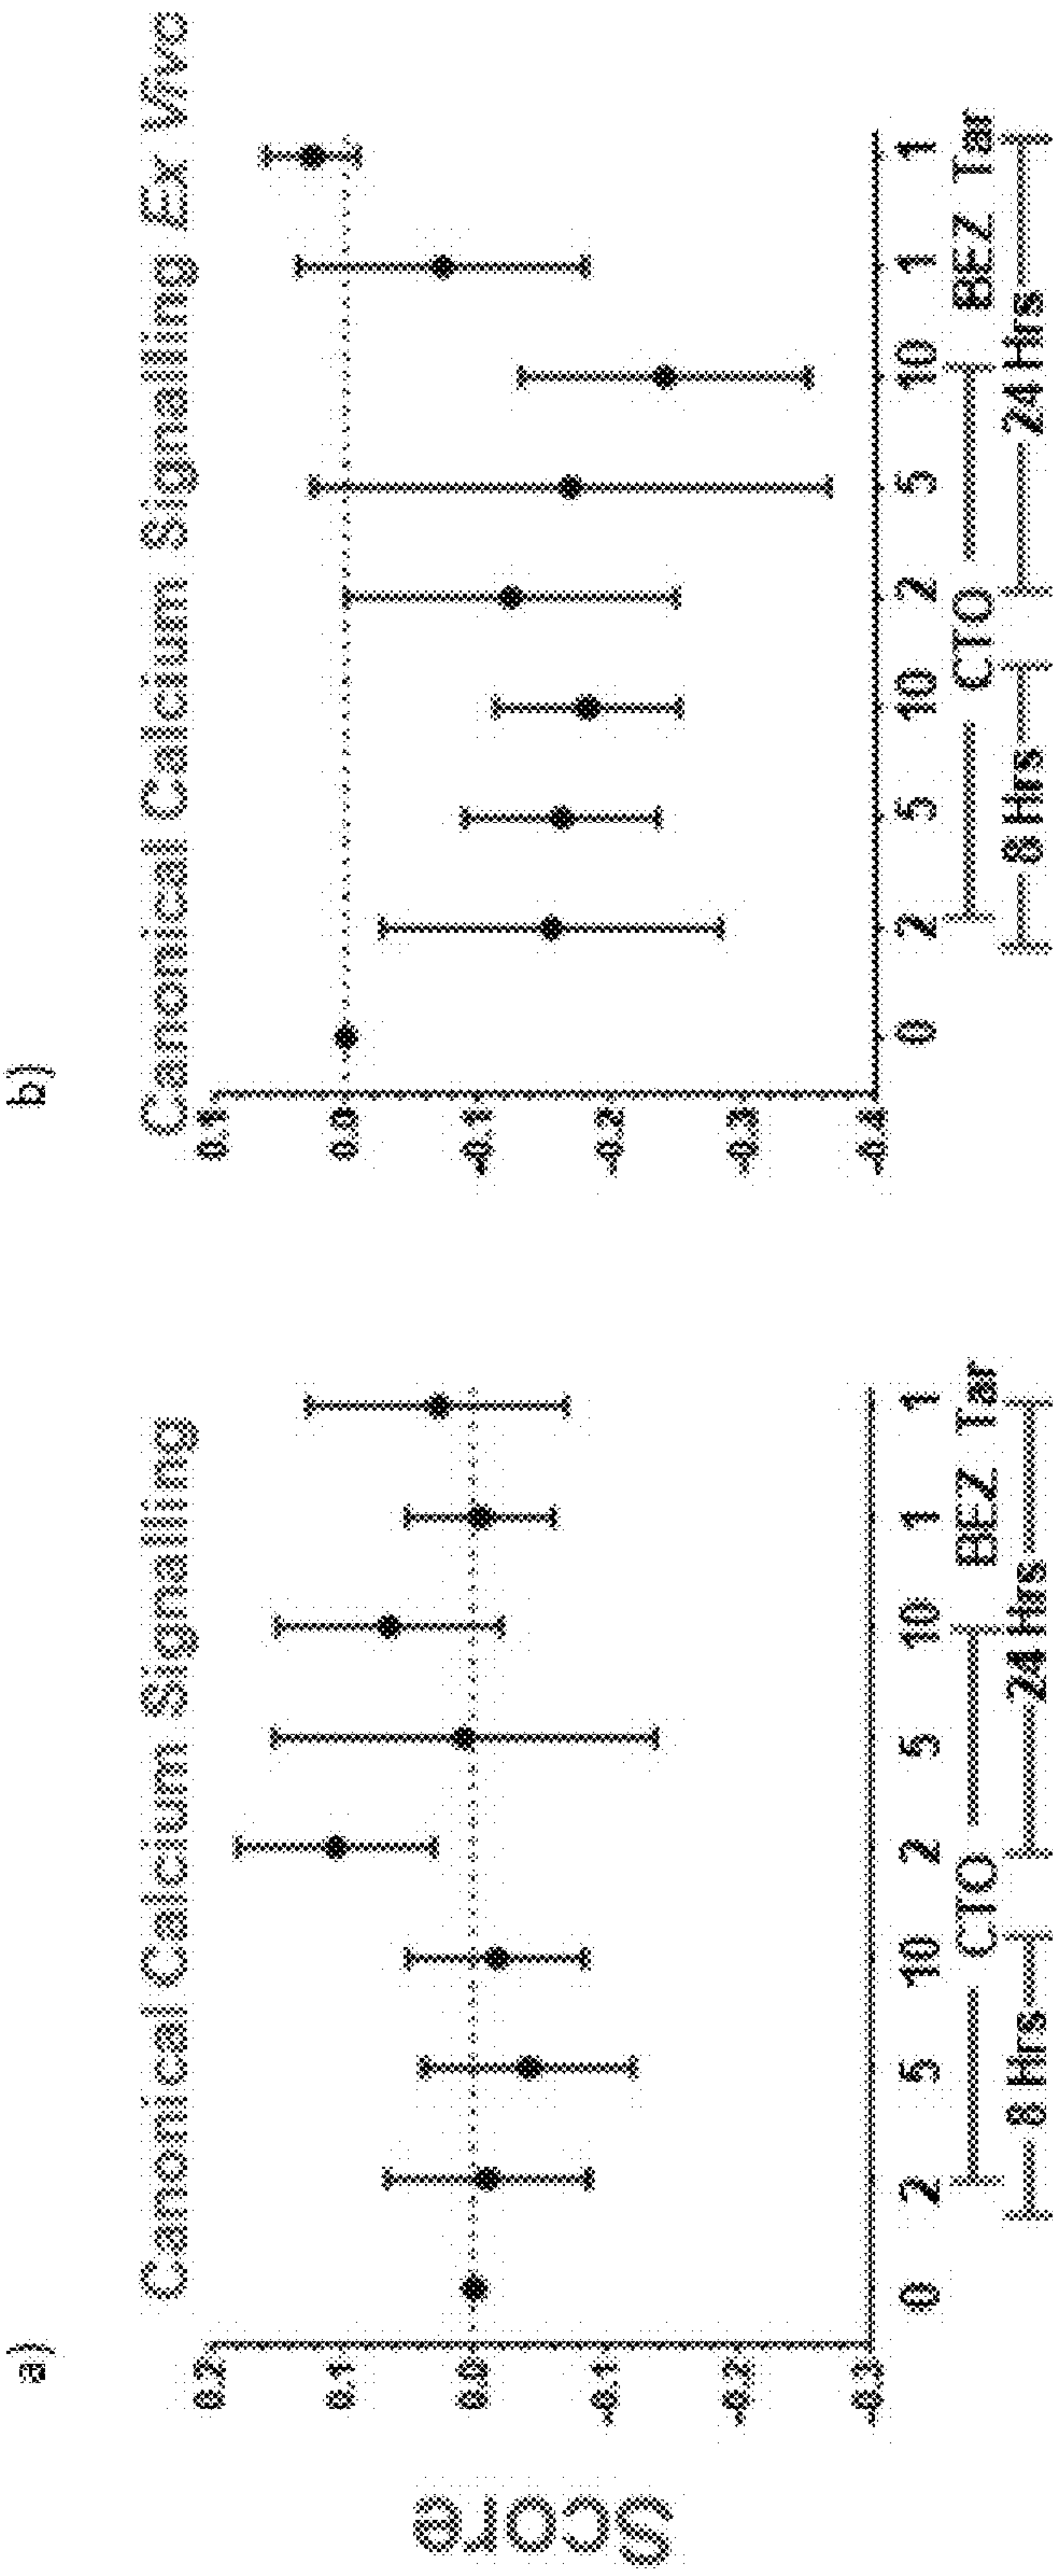 a)
Canonical Calcium Signalling
Score
0.2
0.1
0.0
-0.1
-0.2
-0.3
0 2 5 10 2 5 10 1 1
CTO BEZ Tar
8 Hrs 24 Hrs
b)
Canonical Calcium Signalling Ex Vivo
0.1
0.0
-0.1
-0.2
-0.3
-0.4
0 2 5 10 2 5 10 1 1
CTO BEZ Tar
8 Hrs 24 Hrs